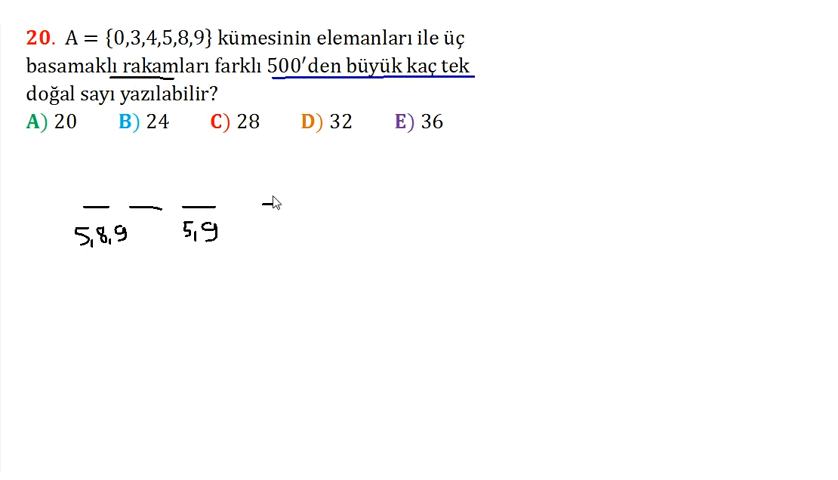 20. A = {0,3,4,5,8,9} kümesinin elemanları ile üç
basamaklı rakamları farklı 500′den büyük kaç tek
doğal sayı yazılabilir?
A) 20 B) 24 C) 28 D) 32 E) 36
5,8,9 5,9